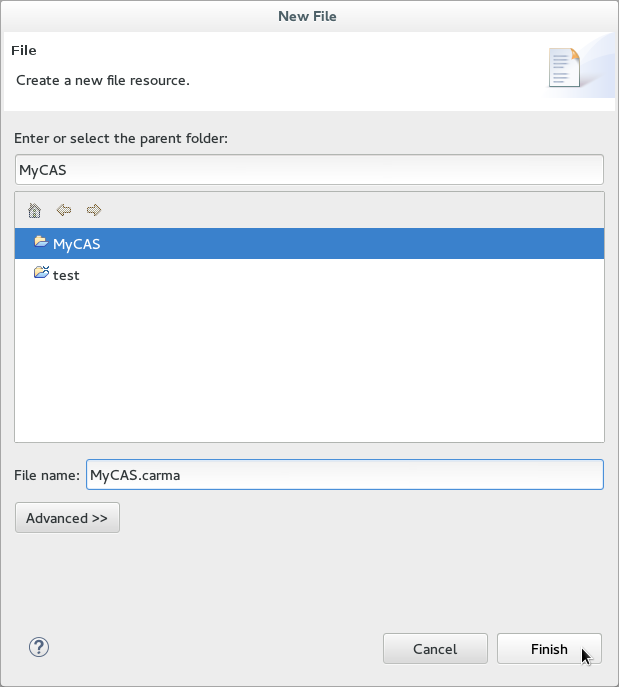 New File
File
Create a new file resource.
Enter or select the parent folder:
MyCAS
MyCAS
test
File name: MyCAS.carma
Advanced >>
?
Cancel Finish